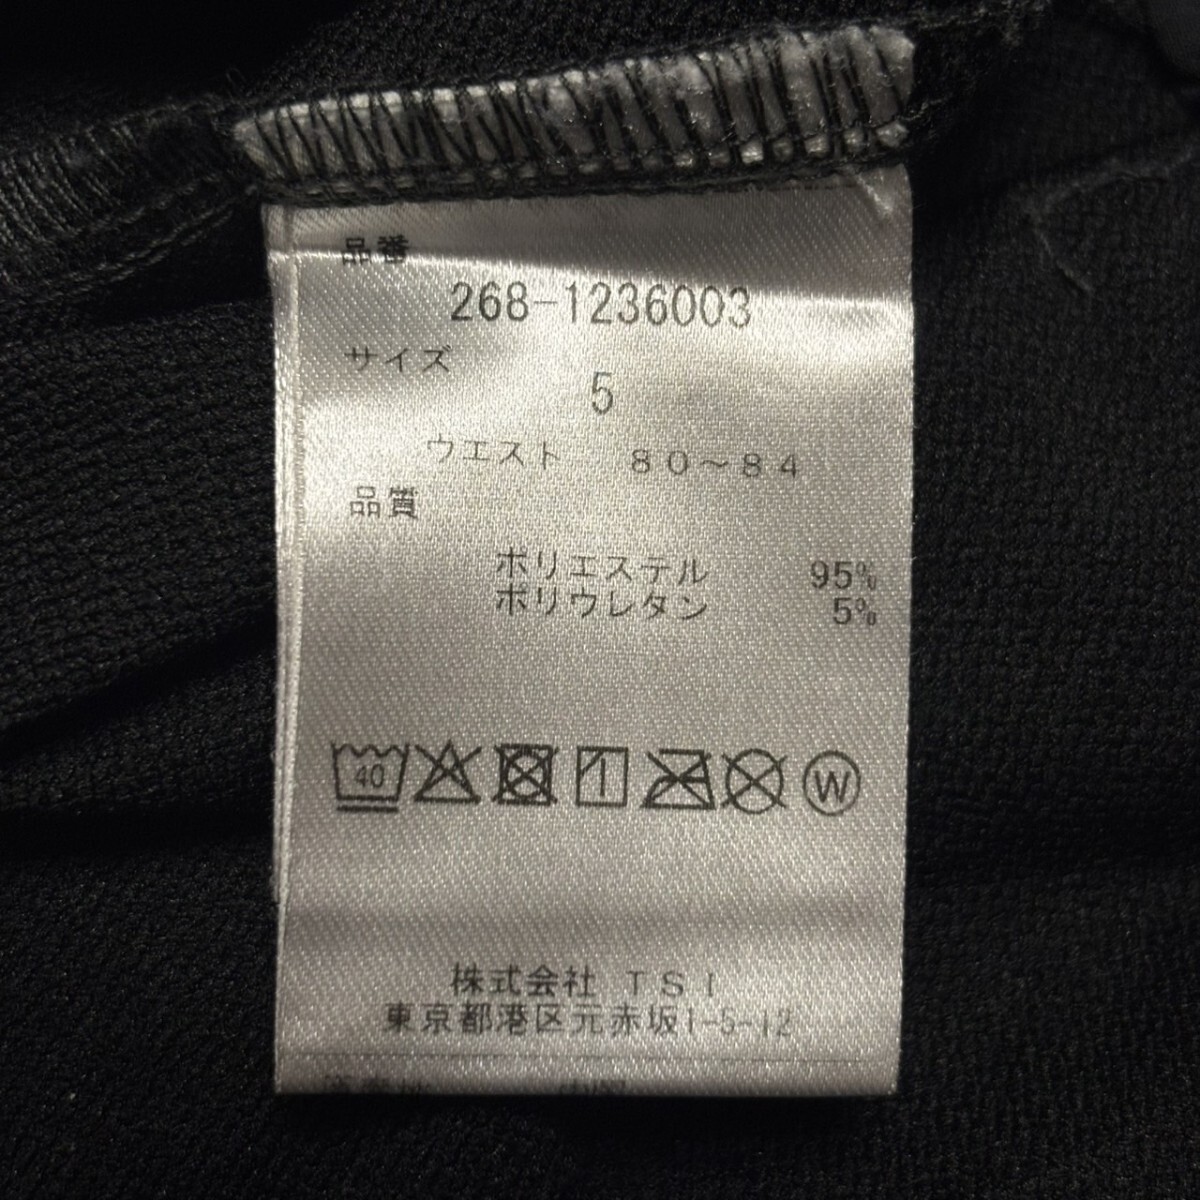 品番
268-1236003
サイズ
5
ウエスト 80～84
品質
ポリエステル 95%
ポリウレタン 5%
40
W
株式会社 TSI
東京都港区元赤坂1-5-12